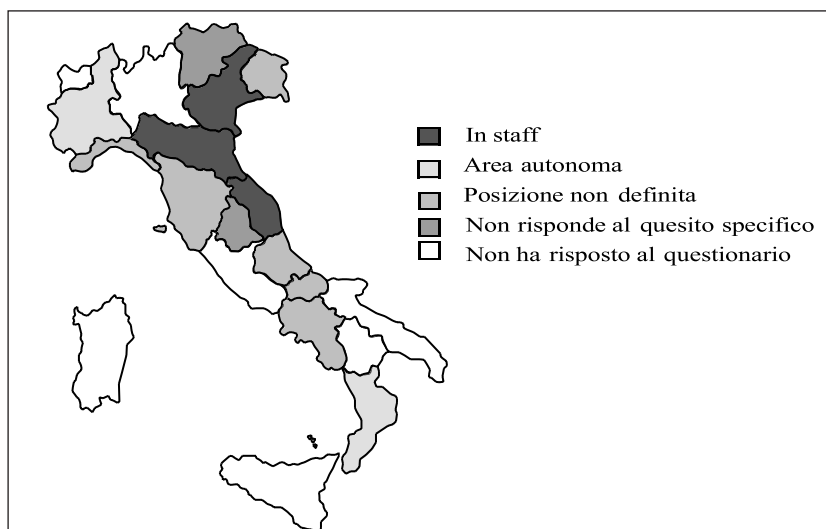 In staff
Area autonoma
Posizione non definita
Non risponde al quesito specifico
Non ha risposto al questionario